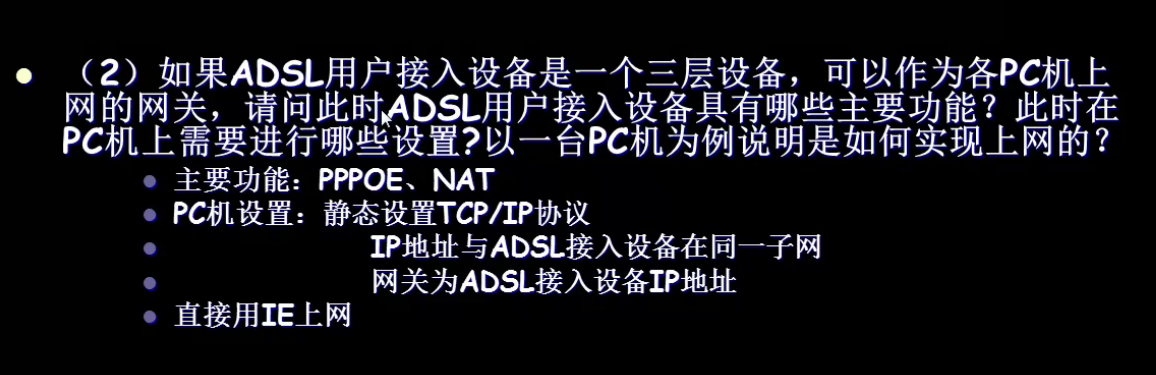 （2）如果ADSL用户接入设备是一个三层设备，可以作为各PC机上
网的网关，请问此时ADSL用户接入设备具有哪些主要功能？此时在
PC机上需要进行哪些设置?以一台PC机为例说明是如何实现上网的？
主要功能：PPPOE、NAT
PC机设置：静态设置TCP/IP协议
IP地址与ADSL接入设备在同一子网
网关为ADSL接入设备IP地址
直接用IE上网